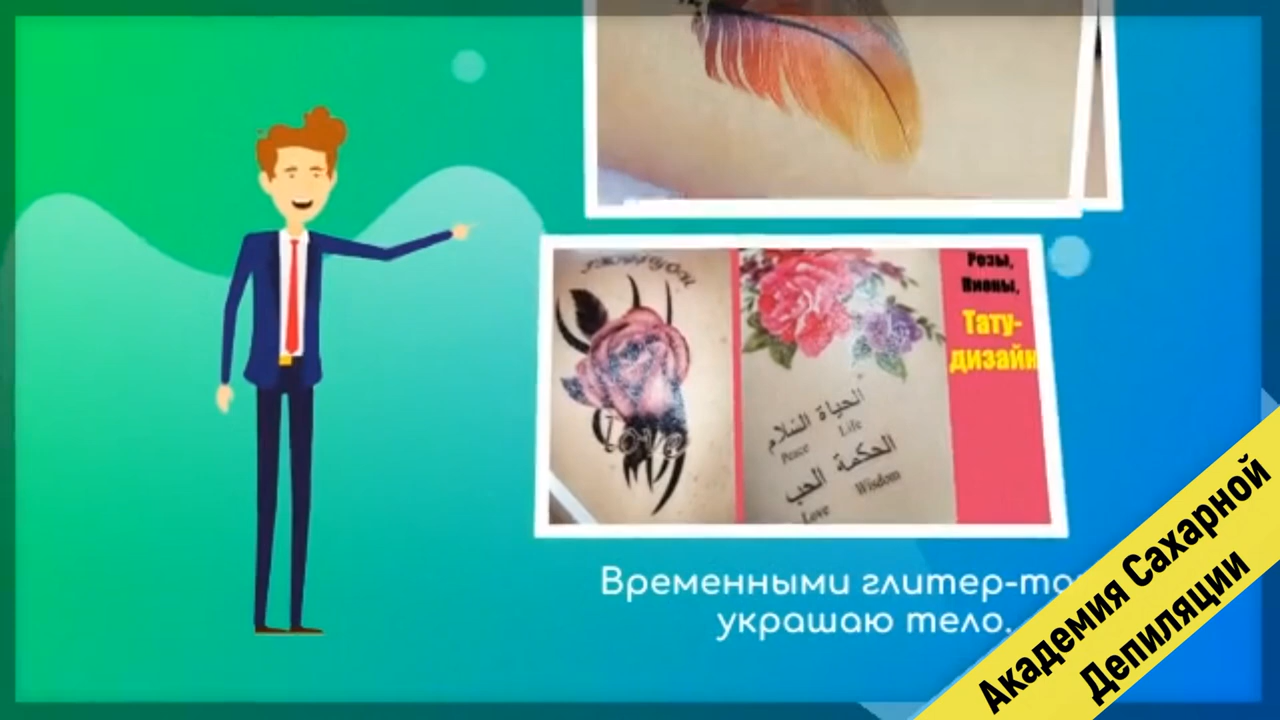 Розы,
Пионы,
Тату-
дизайн
love
الحياة السلام
Peace Life
الحكمة الحب
Love Wisdom
Временными глитер-та
украшаю тело.
Академия Сахарной
Депиляции